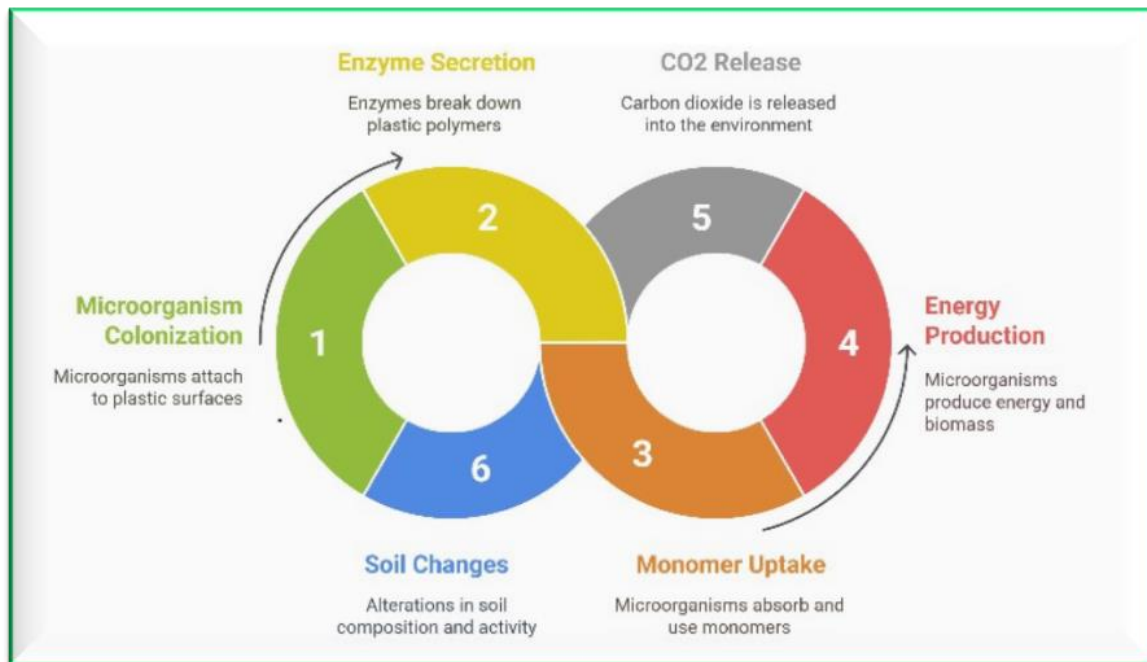 Enzyme Secretion
Enzymes break down
plastic polymers
CO2 Release
Carbon dioxide is released
into the environment
2
5
Microorganism
Colonization
Microorganisms attach
to plastic surfaces
1
4
Energy
Production
Microorganisms
produce energy and
biomass
6
3
Soil Changes
Alterations in soil
composition and activity
Monomer Uptake
Microorganisms absorb and
use monomers